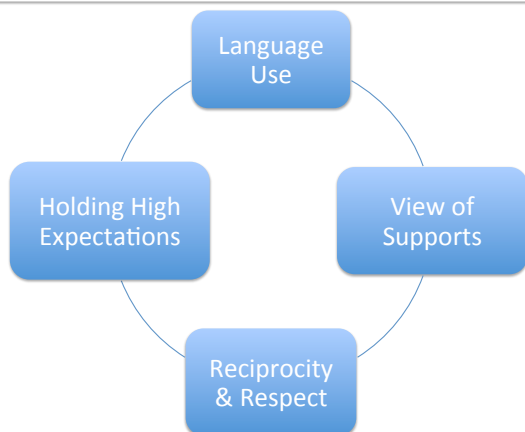 Language
Use
Holding High
Expectations
View of
Supports
Reciprocity
& Respect